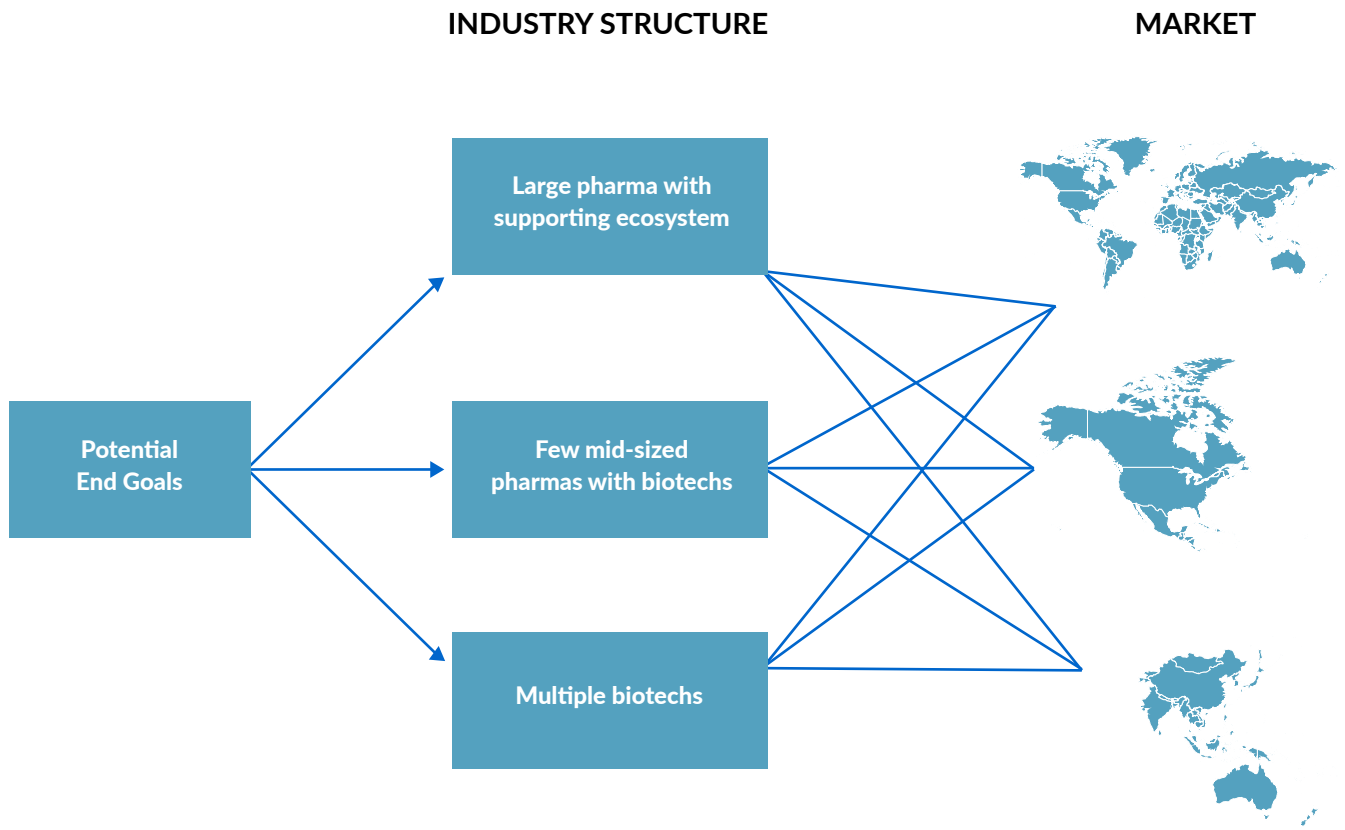 INDUSTRY STRUCTURE
MARKET
Large pharma with
supporting ecosystem
Potential
End Goals
Few mid-sized
pharmas with biotechs
Multiple biotechs